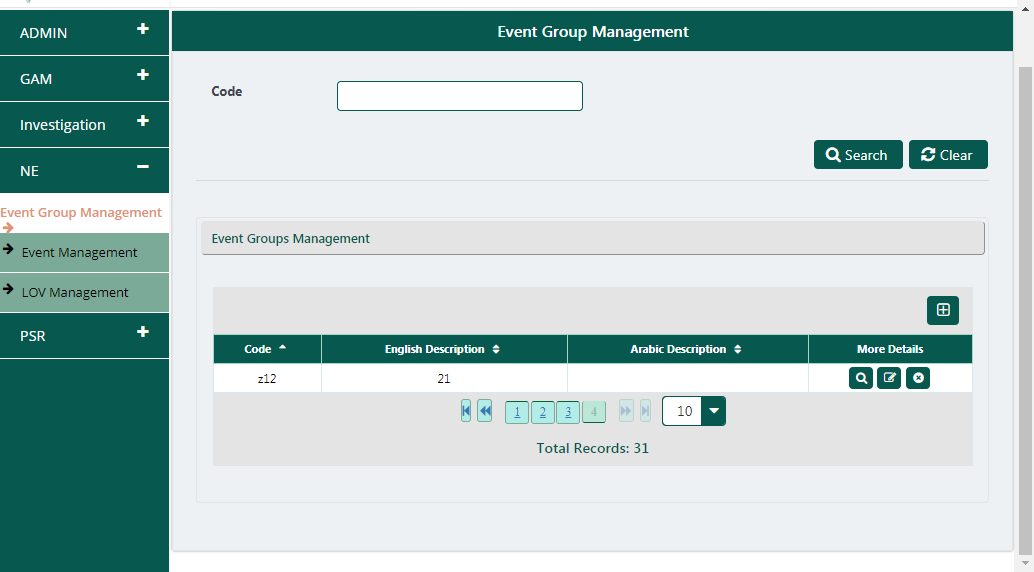 ADMIN
GAM
Investigation
NE
Event Group Management
Event Management
LOV Management
PSR
Event Group Management
Code
Search Clear
Event Groups Management
Code English Description Arabic Description More Details
z12 21
1 2 3 4 10
Total Records: 31